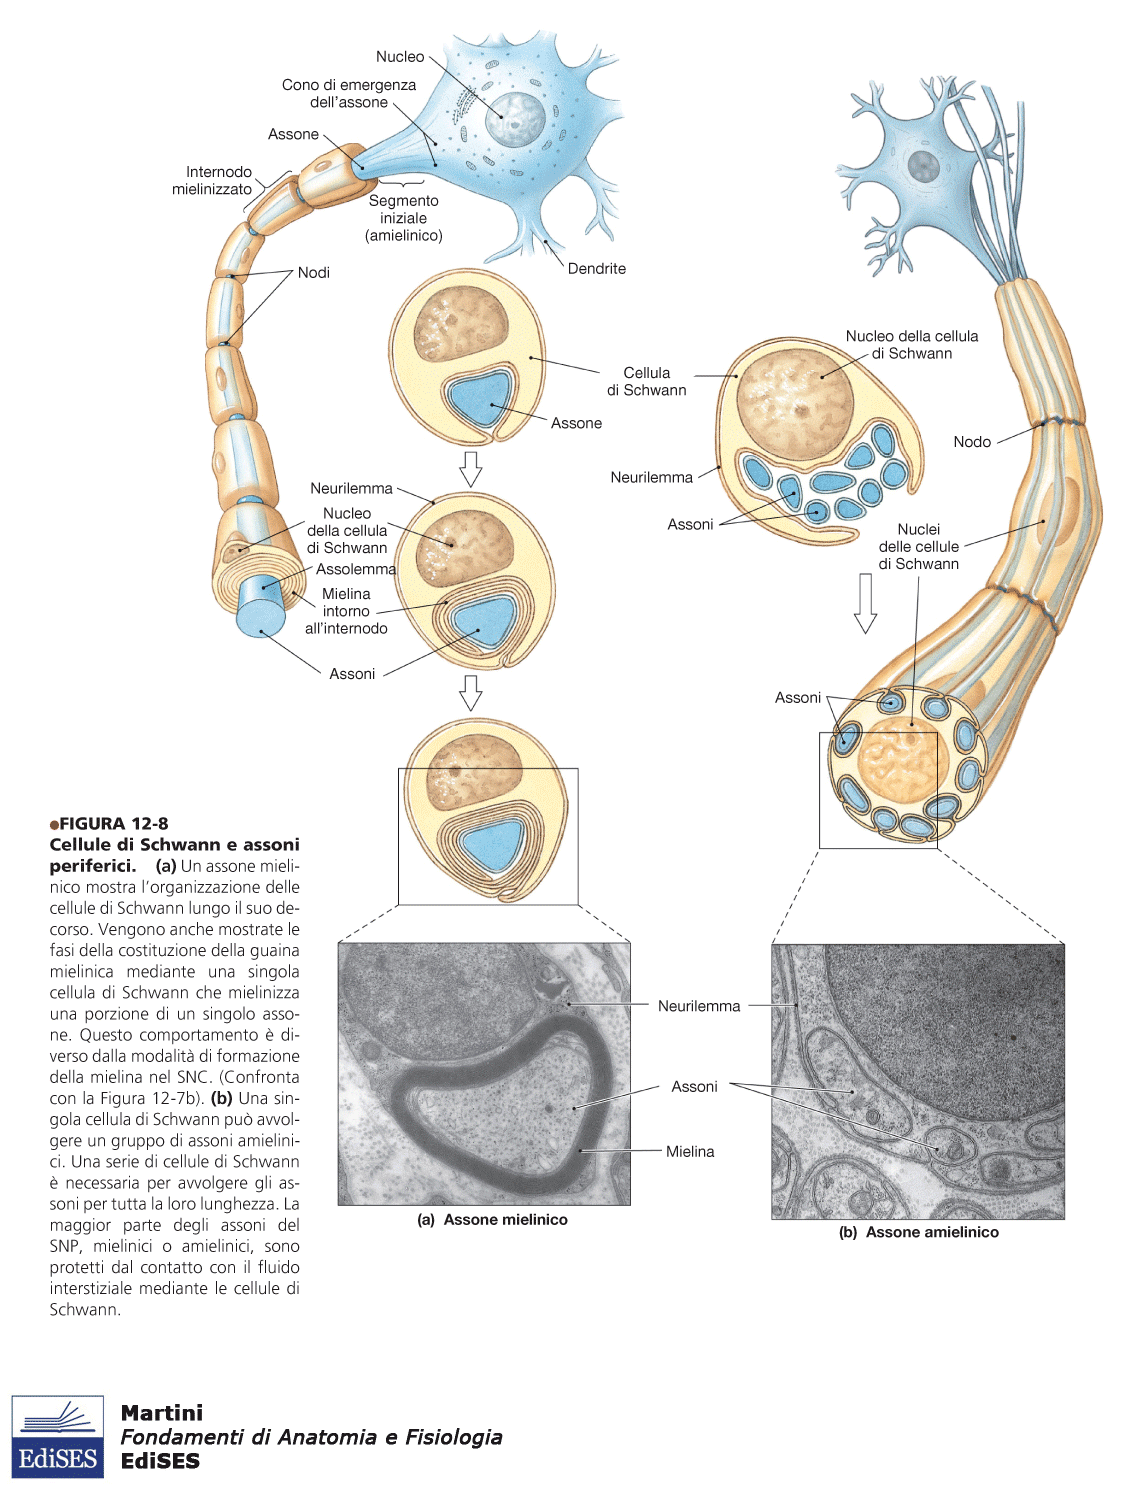 Nucleo
Cono di emergenza
dell'assone
Assone
Internodo
mielinizzato
Segmento
iniziale
(amielinico)
Nodi
Dendrite
Cellula
di Schwann
Assone
Neurilemma
Nucleo
della cellula
di Schwann
Assolemma
Mielina
intorno
all'internodo
Assoni
Nucleo della cellula
di Schwann
Nodo
Neurilemma
Assoni
Nuclei
delle cellule
di Schwann
Assoni
Neurilemma
Assoni
Mielina
(a) Assone mielinico
(b) Assone amielinico
●FIGURA 12-8
Cellule di Schwann e assoni
periferici. (a) Un assone mieli-
nico mostra l'organizzazione delle
cellule di Schwann lungo il suo de-
corso. Vengono anche mostrate le
fasi della costituzione della guaina
mielinica mediante una singola
cellula di Schwann che mielinizza
una porzione di un singolo asso-
ne. Questo comportamento è di-
verso dalla modalità di formazione
della mielina nel SNC. (Confronta
con la Figura 12-7b). (b) Una sin-
gola cellula di Schwann può avvol-
gere un gruppo di assoni amielini-
ci. Una serie di cellule di Schwann
è necessaria per avvolgere gli as-
soni per tutta la loro lunghezza. La
maggior parte degli assoni del
SNP, mielinici o amielinici, sono
protetti dal contatto con il fluido
interstiziale mediante le cellule di
Schwann.
EdiSES
Martini
Fondamenti di Anatomia e Fisiologia
EdiSES